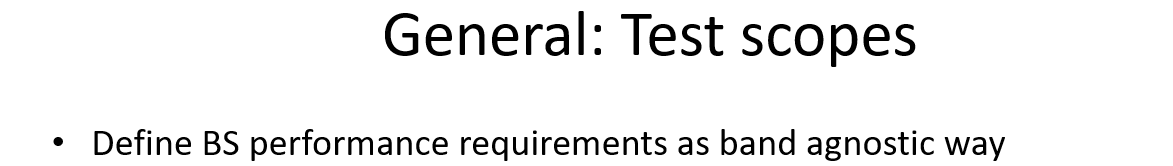 General: Test scopes
• Define BS performance requirements as band agnostic way